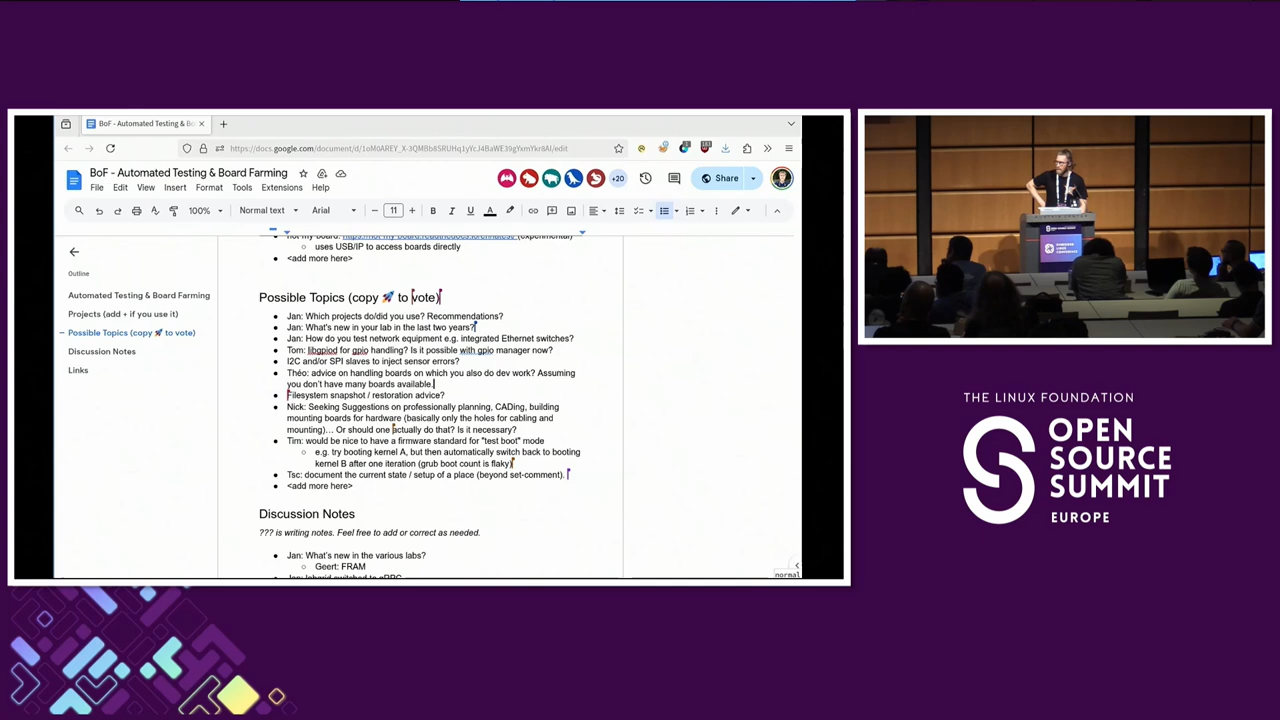 BoF - Automated Testing & Bo
https://docs.google.com/document/d/
BoF - Automated Testing & Board Farming
File Edit View Insert Format Tools Extensions Help
+20
Share
100% Normal text Arial 11 B I U A
uses USB/IP to access boards directly
<add more here>
Outline
Automated Testing & Board Farming
Projects (add + if you use it)
Possible Topics (copy 🚀 to vote)
Discussion Notes
Links
Possible Topics (copy 🚀 to vote)
Jan: Which projects do/did you use? Recommendations?
Jan: What's new in your lab in the last two years?
Jan: How do you test network equipment e.g. integrated Ethernet switches?
Tom: libgpiod for gpio handling? Is it possible with gpio manager now?
I2C and/or SPI slaves to inject sensor errors?
Théo: advice on handling boards on which you also do dev work? Assuming
you don't have many boards available.
Filesystem snapshot / restoration advice?
Nick: Seeking Suggestions on professionally planning, CADing, building
mounting boards for hardware (basically only the holes for cabling and
mounting)... Or should one actually do that? Is it necessary?
Tim: would be nice to have a firmware standard for "test boot" mode
e.g. try booting kernel A, but then automatically switch back to booting
kernel B after one iteration (grub boot count is flaky)
Tsc: document the current state / setup of a place (beyond set-comment).
<add more here>
Discussion Notes
??? is writing notes. Feel free to add or correct as needed.
Jan: What's new in the various labs?
Geert: FRAM
Jan: labgrid switched to gRPC
normal
THE LINUX FOUNDATION
OPEN
SOURCE
SUMMIT
EUROPE